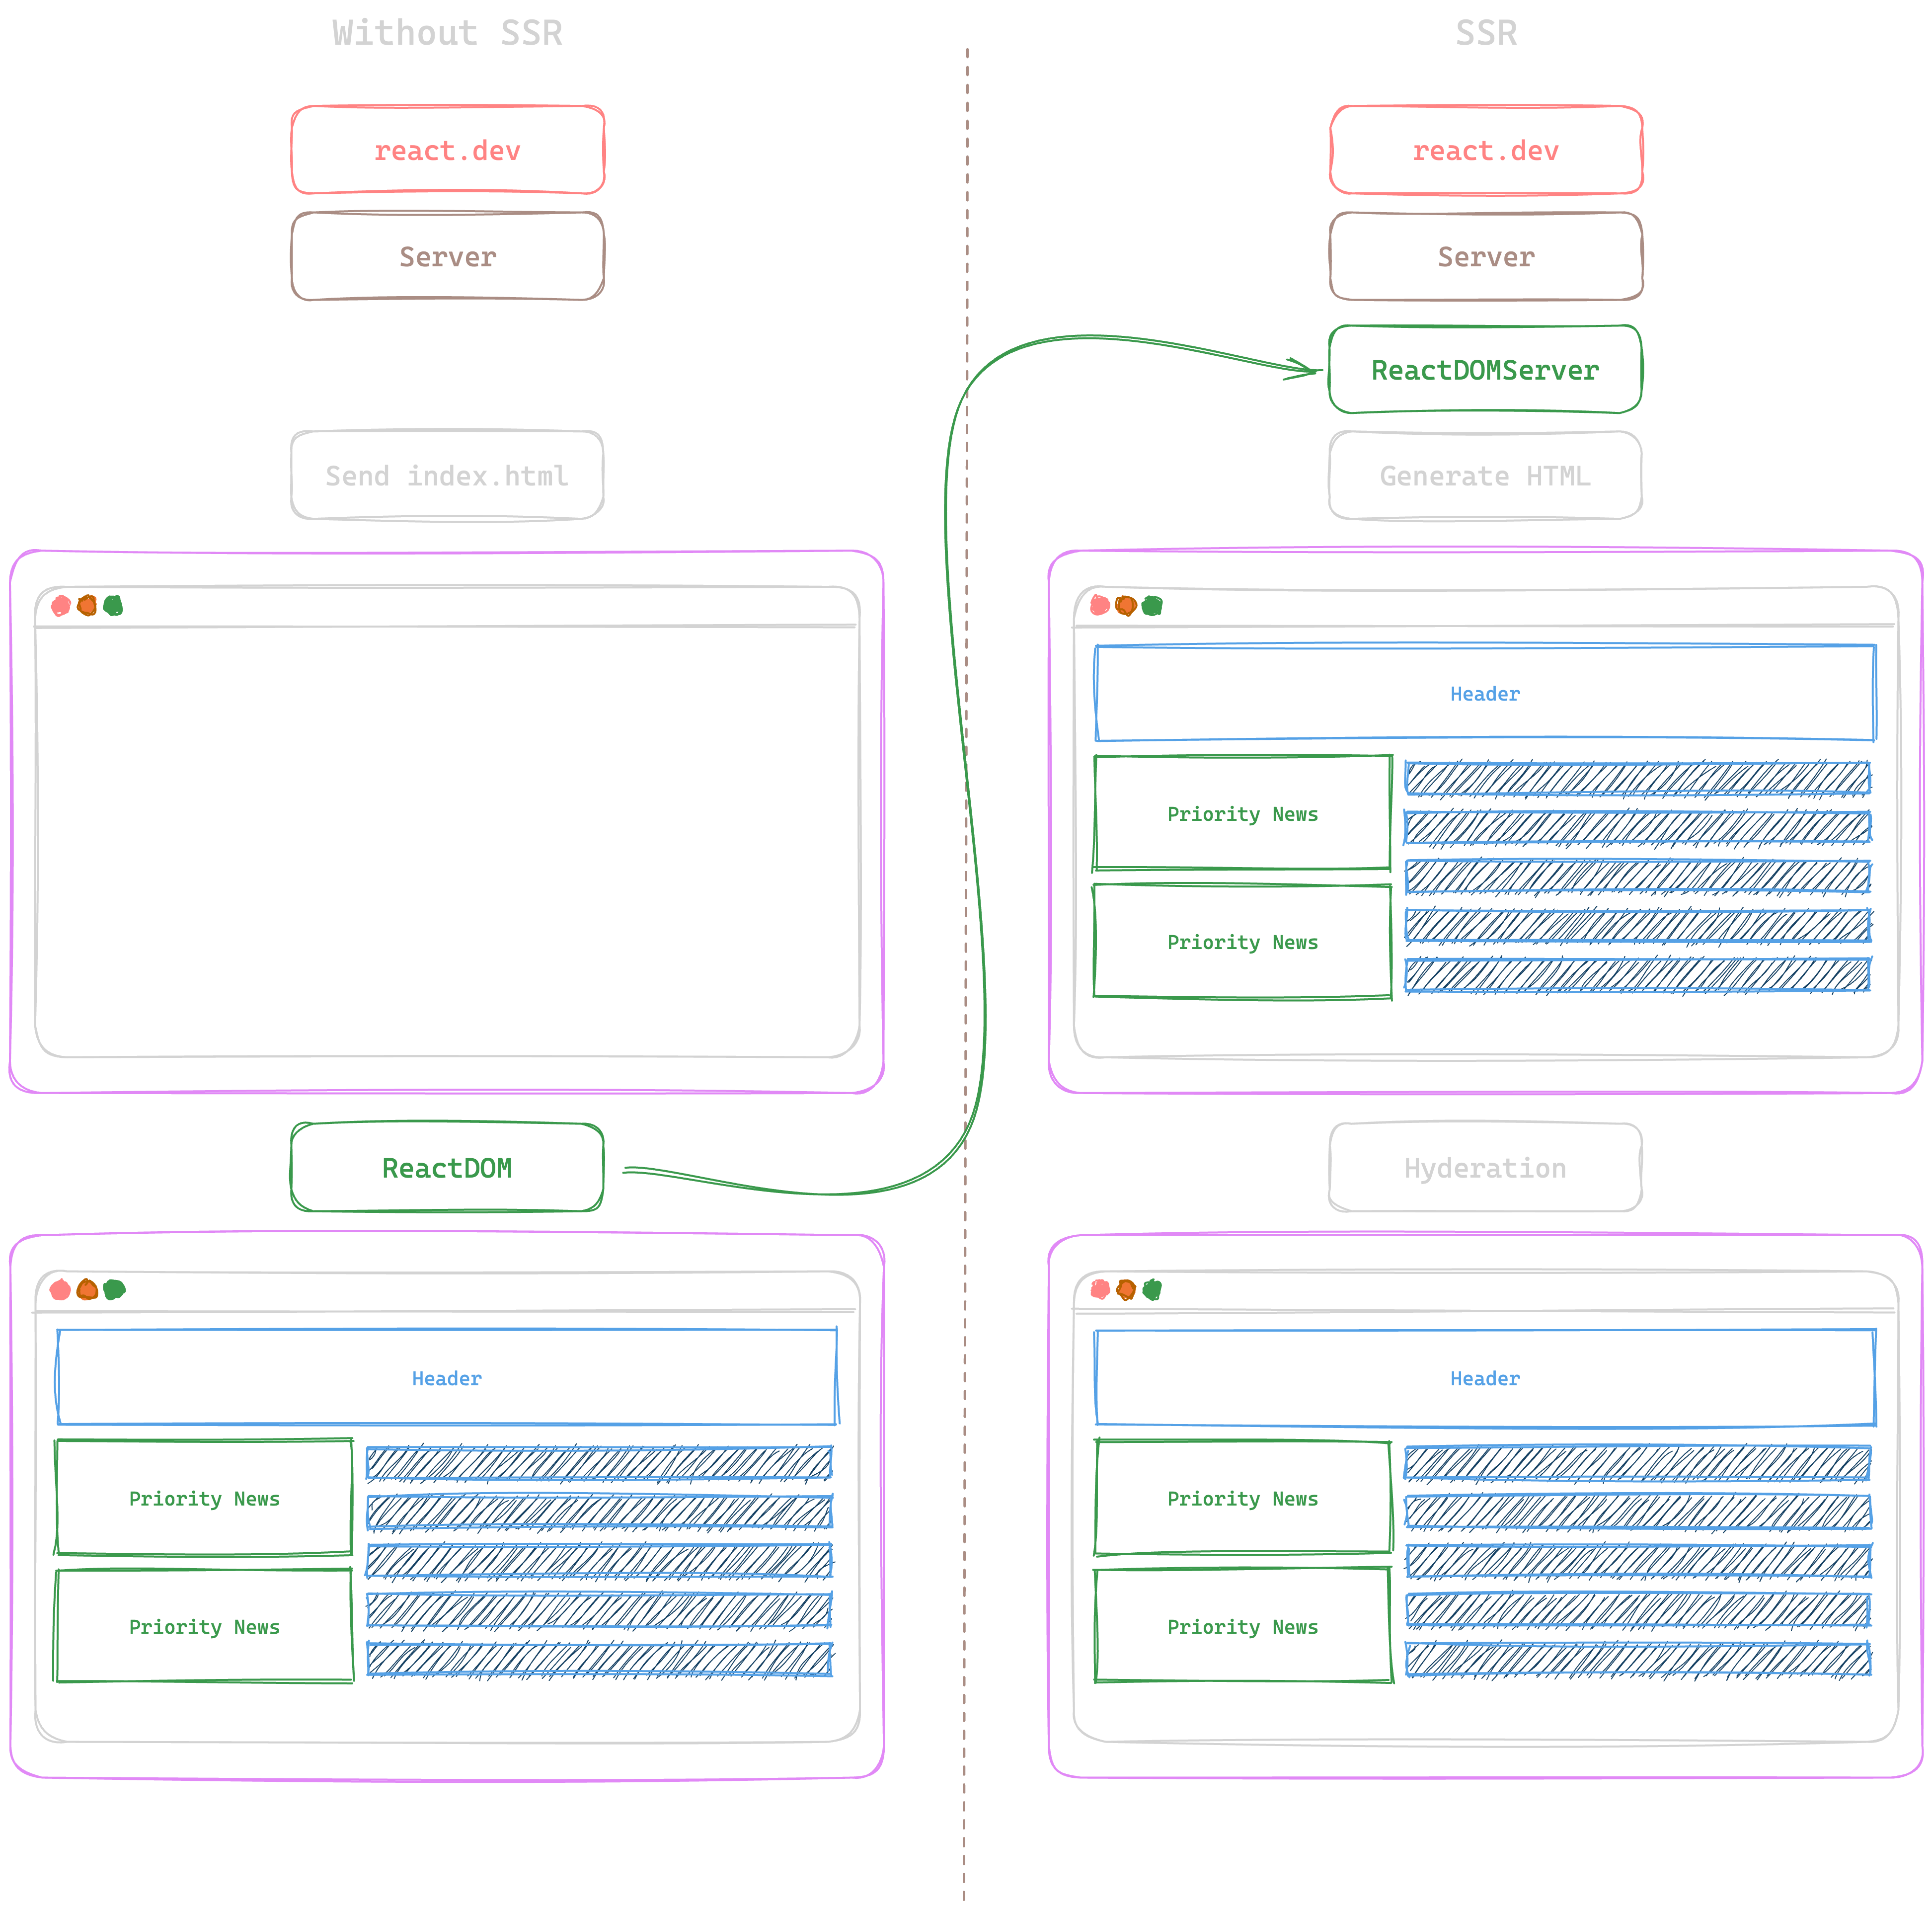 Without SSR
react.dev
Server
Send index.html
ReactDOM
Header
Priority News
Priority News
SSR
react.dev
Server
ReactDOMServer
Generate HTML
Header
Priority News
Priority News
Hyderation
Header
Priority News
Priority News